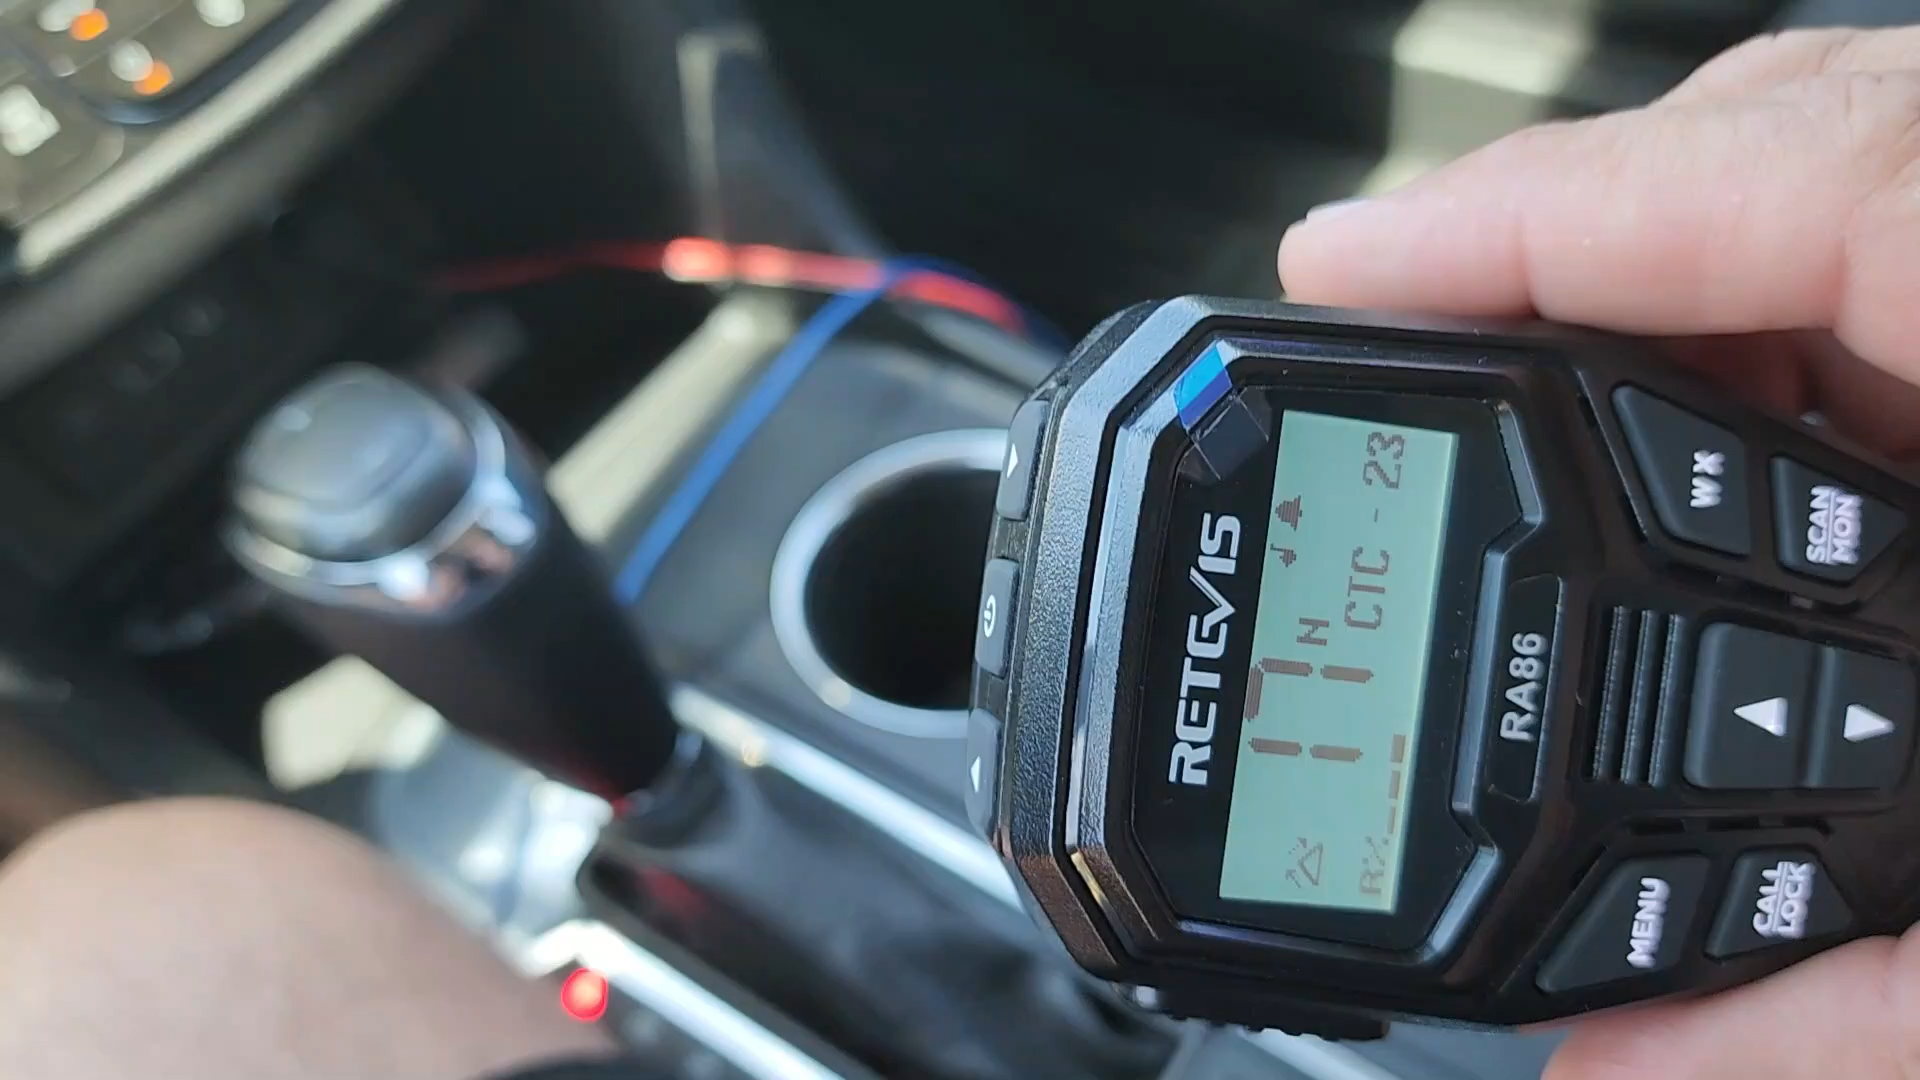 RETEVIS
17
N
CTC-23
RX
RA86
WX
SCAN
MON
MENU
CALL
LOCK